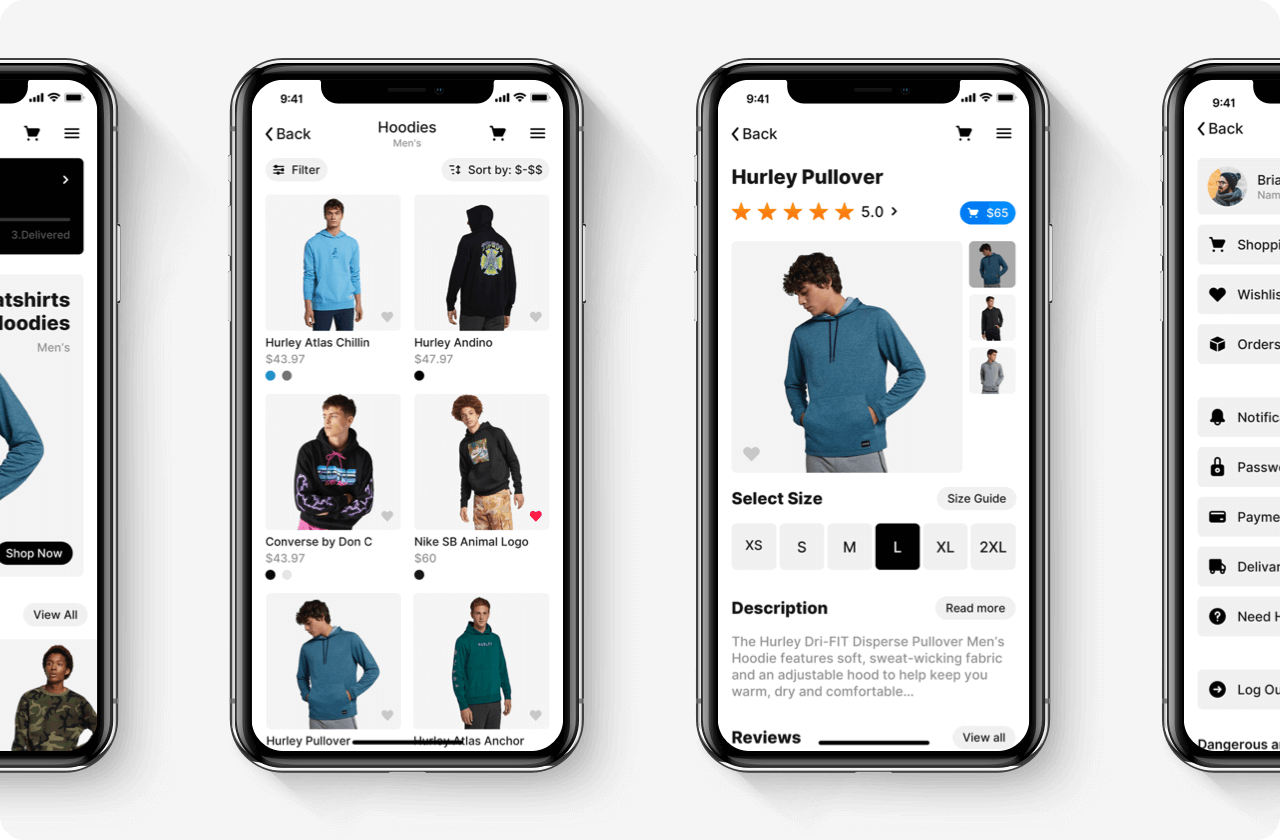 3.Delivered
Men's
Shop Now
View All
9:41
Back
Hoodies
Men's
Filter
Sort by: $-$$
Hurley Atlas Chillin
$43.97
Hurley Andino
$47.97
Converse by Don C
$43.97
Nike SB Animal Logo
$60
HURLEY
Hurley Pullover
Hurley Atlas Anchor
9:41
Back
Hurley Pullover
5.0
$65
Select Size
Size Guide
XS
S
M
L
XL
2XL
Description
Read more
The Hurley Dri-FIT Disperse Pullover Men's
Hoodie features soft, sweat-wicking fabric
and an adjustable hood to help keep you
warm, dry and comfortable...
Reviews
View all
9:41
Back
Bria
Nam
Shoppi
Wishlis
Orders
Notific
Passwo
Payme
Delivar
Need H
Log Ou
Dangerous a